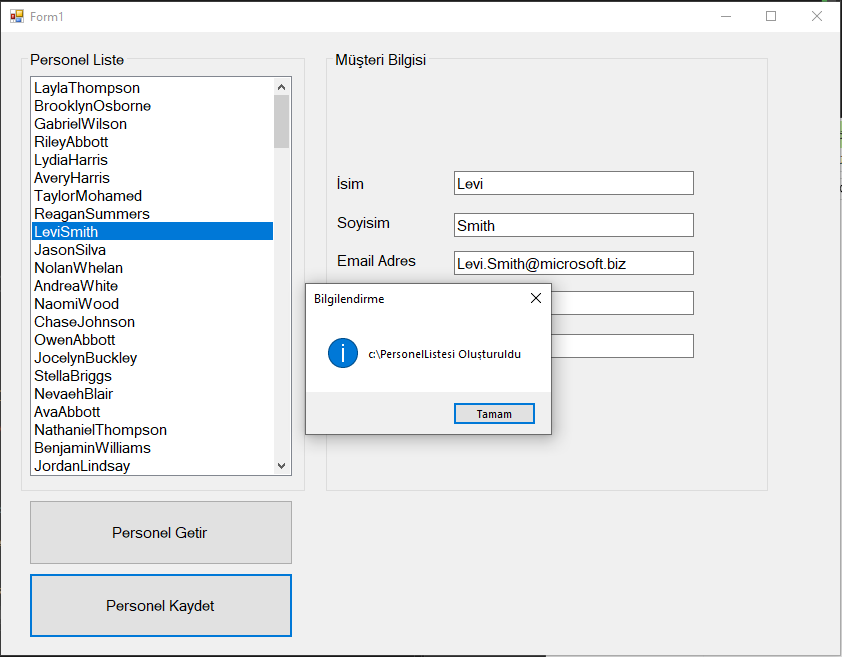 Form1
Personel Liste
LaylaThompson
BrooklynOsborne
GabrielWilson
RileyAbbott
LydiaHarris
AveryHarris
TaylorMohamed
ReaganSummers
LeviSmith
JasonSilva
NolanWhelan
AndreaWhite
NaomiWood
ChaseJohnson
OwenAbbott
JocelynBuckley
StellaBriggs
NevaehBlair
AvaAbbott
NathanielThompson
BenjaminWilliams
JordanLindsay
Personel Getir
Personel Kaydet
Müşteri Bilgisi
İsim Levi
Soyisim Smith
Email Adres Levi.Smith@microsoft.biz
Bilgilendirme
c:\PersonelListesi Oluşturuldu
Tamam